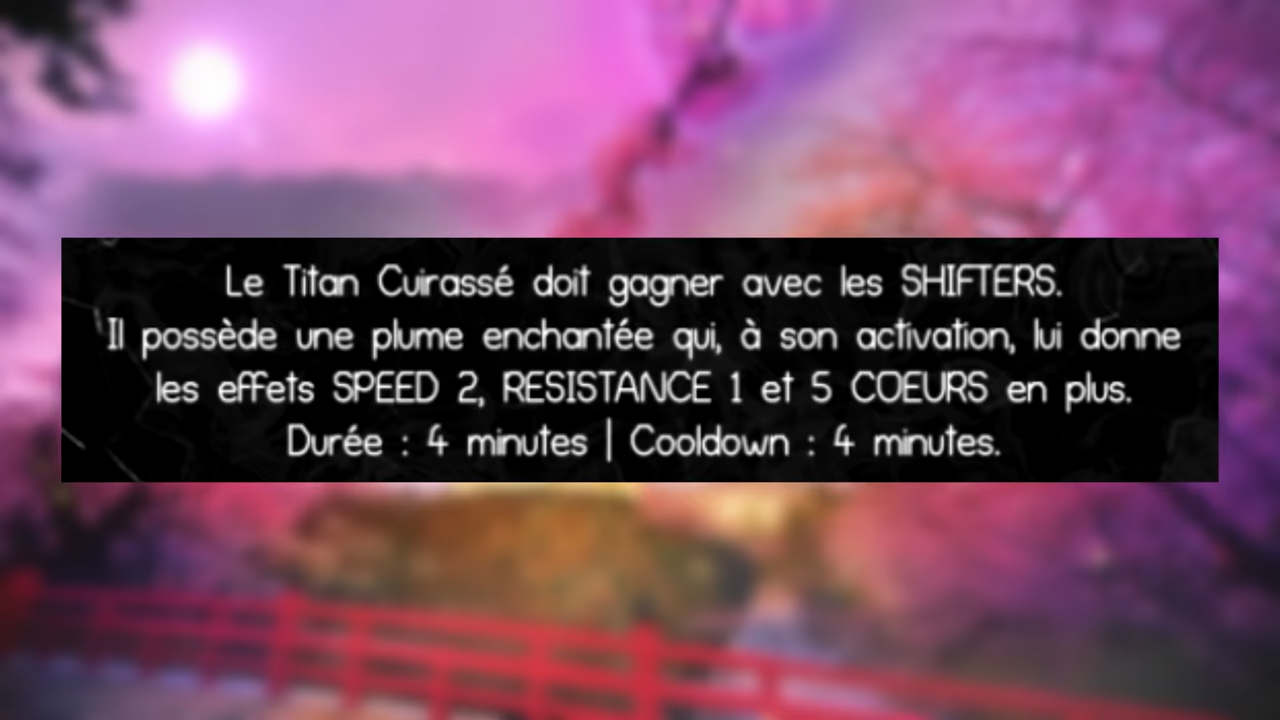 Le Titan Cuirassé doit gagner avec les SHIFTERS.
Il possède une plume enchantée qui, à son activation, lui donne
les effets SPEED 2, RESISTANCE 1 et 5 COEURS en plus.
Durée : 4 minutes | Cooldown : 4 minutes.